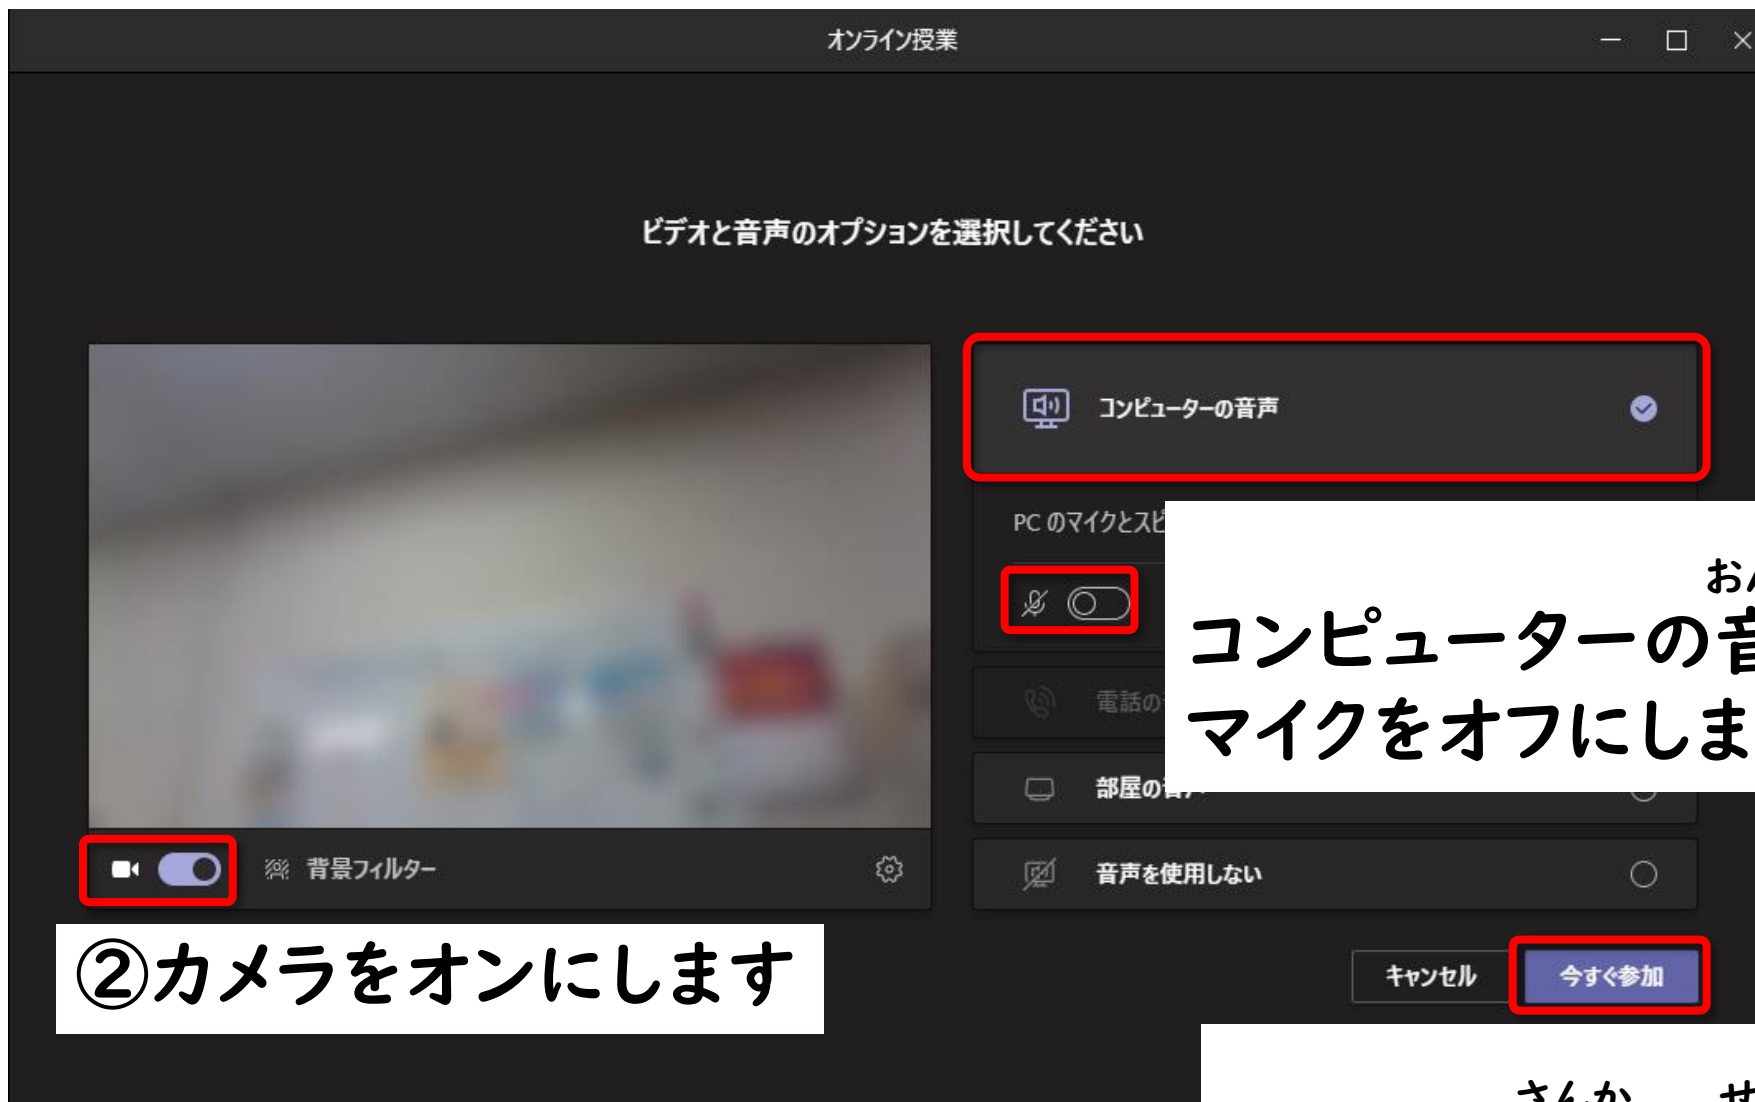 オンライン授業
ビデオと音声のオプションを選択してください
コンピューターの音声
PC のマイクとスピ
お
コンピューターの音
マイクをオフにしま
電話の
部屋の音声
音声を使用しない
背景フィルター
②カメラをオンにします
キャンセル
今すぐ参加
さんか